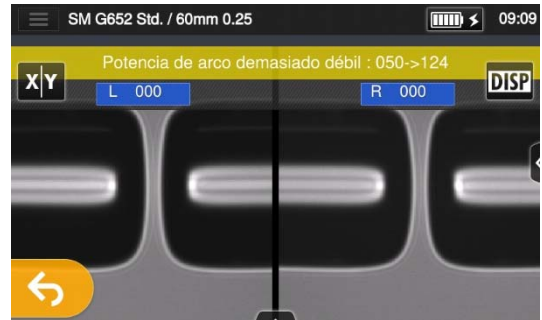 SM G652 Std. / 60mm 0.25
09:09
Potencia de arco demasiado débil : 050->124
X|Y
L 000
R 000
DISP